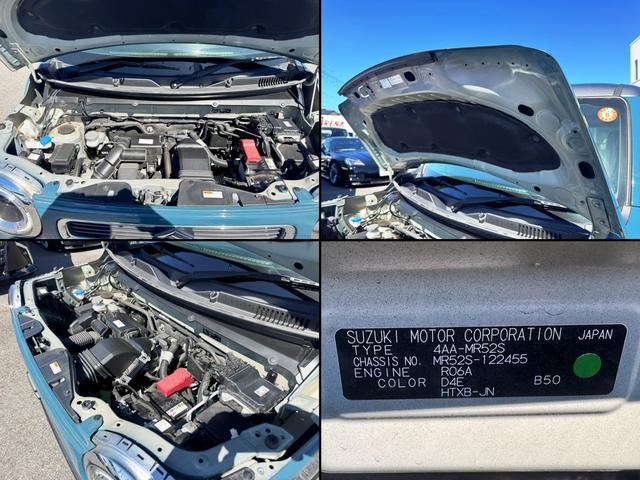 SUZUKI MOTOR CORPORATION JAPAN
TYPE 4AA-MR52S
CHASSIS NO. MR52S-122455
ENGINE R06A
COLOR D4E B50
HTXB-JN